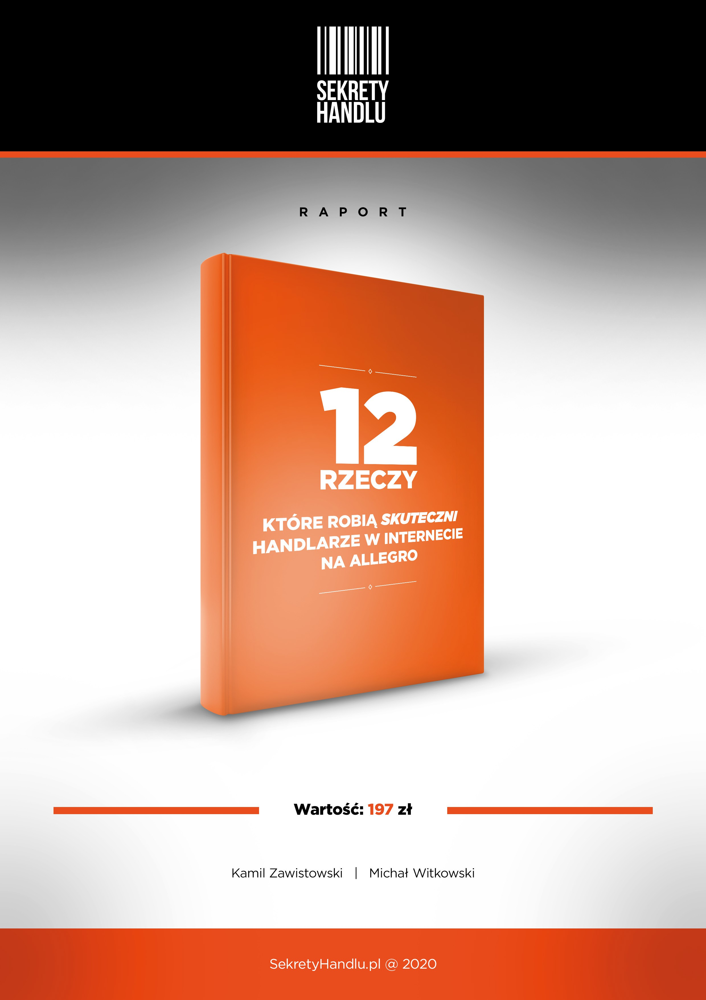 SEKRETY
HANDLU
RAPORT
12
RZECZY
KTÓRE ROBIĄ SKUTECZNI
HANDLARZE W INTERNECIE
NA ALLEGRO
Wartość: 197 zł
Kamil Zawistowski | Michał Witkowski
SekretyHandlu.pl @ 2020